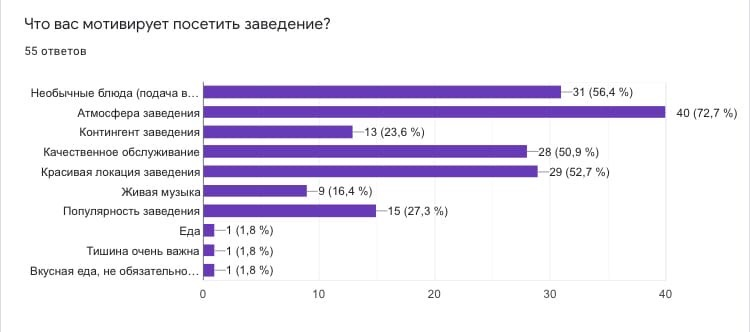 Что вас мотивирует посетить заведение?
55 ответов
Необычные блюда (подача в… 31 (56,4 %)
Атмосфера заведения 40 (72,7 %)
Контингент заведения 13 (23,6 %)
Качественное обслуживание 28 (50,9 %)
Красивая локация заведения 29 (52,7 %)
Живая музыка 9 (16,4 %)
Популярность заведения 15 (27,3 %)
Еда 1 (1,8 %)
Тишина очень важна 1 (1,8 %)
Вкусная еда, не обязательно… 1 (1,8 %)
0 10 20 30 40